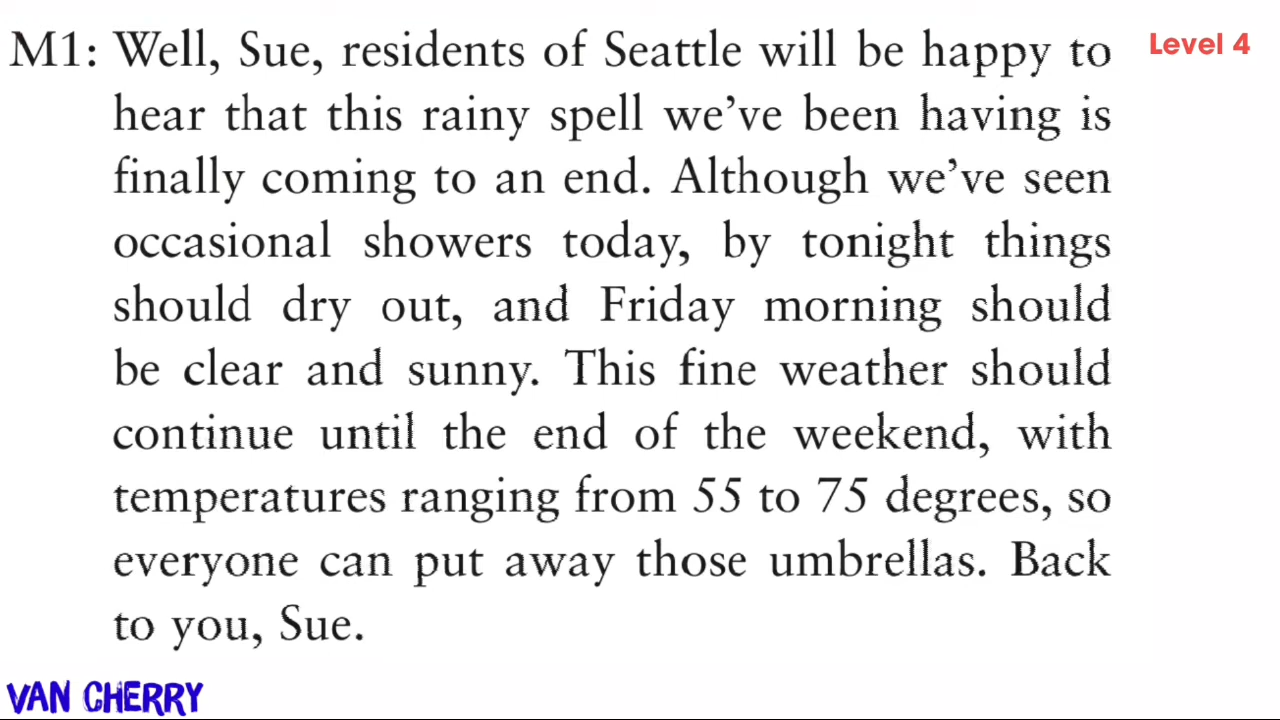 M1: Well, Sue, residents of Seattle will be happy to
Level 4
hear that this rainy spell we've been having is
finally coming to an end. Although we've seen
occasional showers today, by tonight things
should dry out, and Friday morning should
be clear and sunny. This fine weather should
continue until the end of the weekend, with
temperatures ranging from 55 to 75 degrees, so
everyone can put away those umbrellas. Back
to you, Sue.
VAN CHERRY